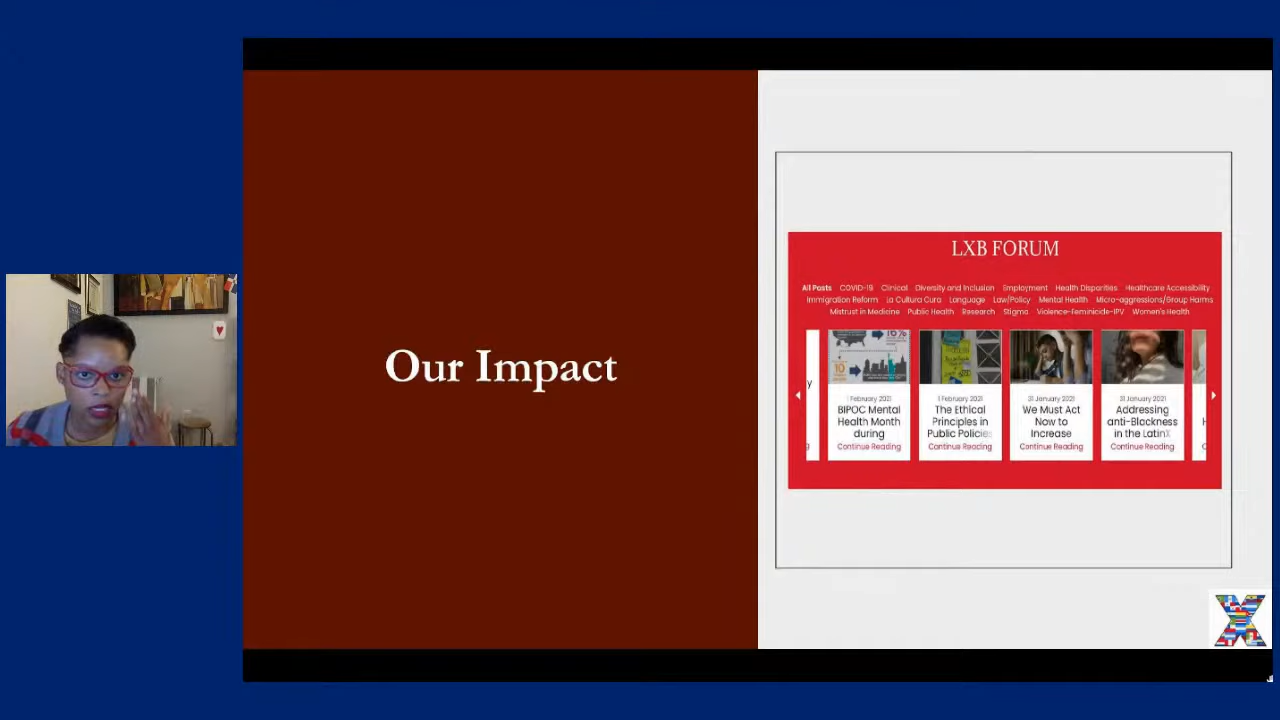 Our Impact
LXB FORUM
All Posts COVID-19 Clinical Diversity and Inclusion Employment Health Disparities Healthcare Accessibility
Immigration Reform La Cultura Cura Language Law/Policy Mental Health Micro-aggressions/Group Harms
Mistrust in Medicine Public Health Research Stigma Violence-Feminicide-IPV Women's Health
16%
10
1 February 2021
BIPOC Mental
Health Month
during
Continue Reading
1 February 2021
The Ethical
Principles in
Public Policies
Continue Reading
31 January 2021
We Must Act
Now to
Increase
Continue Reading
31 January 2021
Addressing
anti-Blackness
in the LatinX
Continue Reading